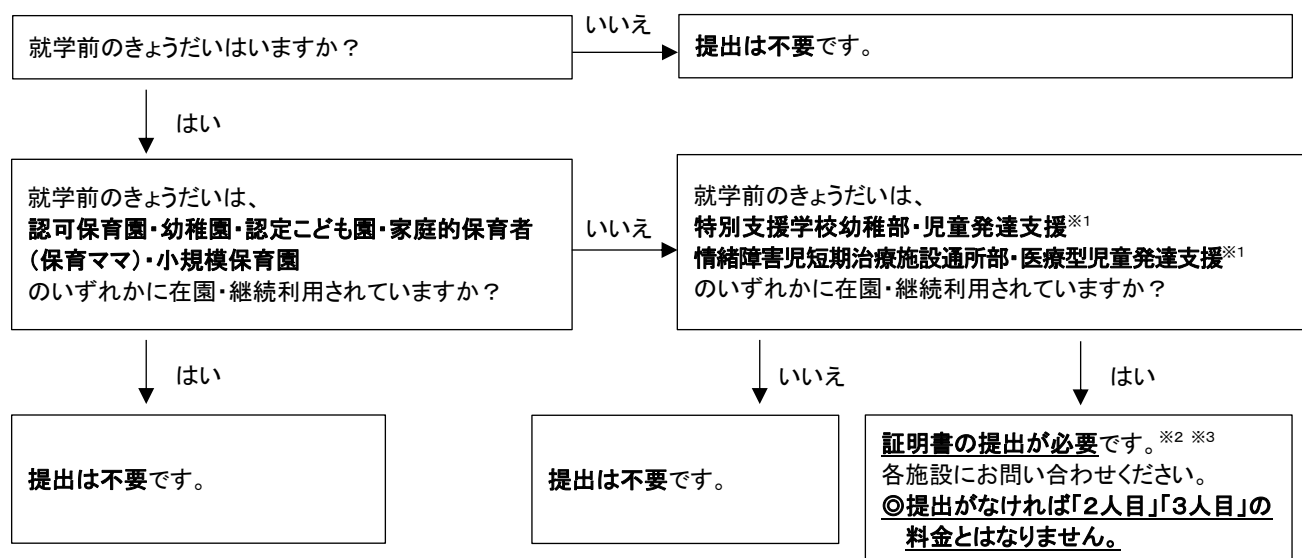 就学前のきょうだいはいますか？
いいえ
提出は不要です。
はい
就学前のきょうだいは、
認可保育園・幼稚園・認定こども園・家庭的保育者
（保育ママ）・小規模保育園
のいずれかに在園・継続利用されていますか？
いいえ
就学前のきょうだいは、
特別支援学校幼稚部・児童発達支援※1
情緒障害児短期治療施設通所部・医療型児童発達支援※1
のいずれかに在園・継続利用されていますか？
はい
いいえ
はい
提出は不要です。
提出は不要です。
証明書の提出が必要です。※2 ※3
各施設にお問い合わせください。
◎提出がなければ「２人目」「３人目」の
料金とはなりません。